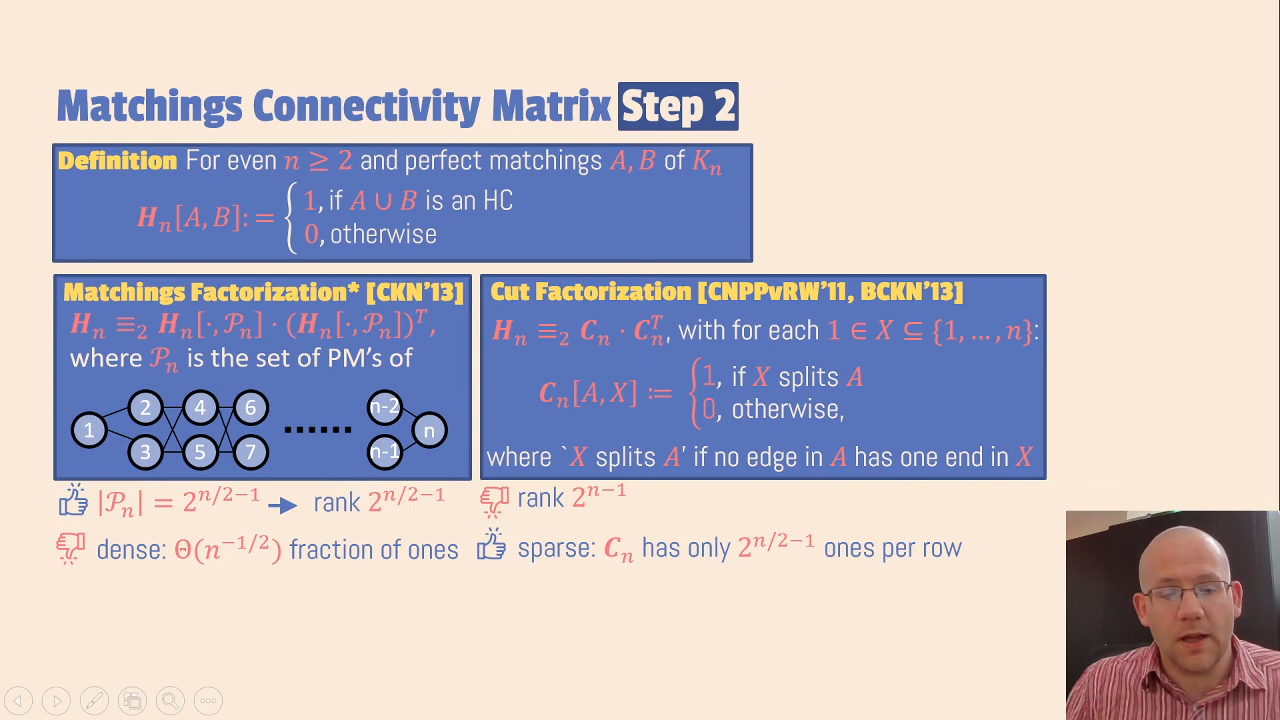 Matchings Connectivity Matrix Step 2
Definition For even n ≥ 2 and perfect matchings A, B of Kₙ
Hₙ[A, B]: = { 1, if A ∪ B is an HC
0, otherwise
Matchings Factorization* [CKN'13]
Hₙ ≡₂ Hₙ[·, 𝒫ₙ] · (Hₙ[·, 𝒫ₙ])ᵀ,
where 𝒫ₙ is the set of PM's of
1 2 3 4 5 6 7 ...... n-2 n-1 n
|𝒫ₙ| = 2^{n/2−1} → rank 2^{n/2−1}
dense: Θ(n^{−1/2}) fraction of ones
Cut Factorization [CNPPvRW'11, BCKN'13]
Hₙ ≡₂ Cₙ · Cₙᵀ, with for each 1 ∈ X ⊆ {1, … , n}:
Cₙ[A, X] ≔ { 1, if X splits A
0, otherwise,
where `X splits A' if no edge in A has one end in X
rank 2^{n−1}
sparse: Cₙ has only 2^{n/2−1} ones per row